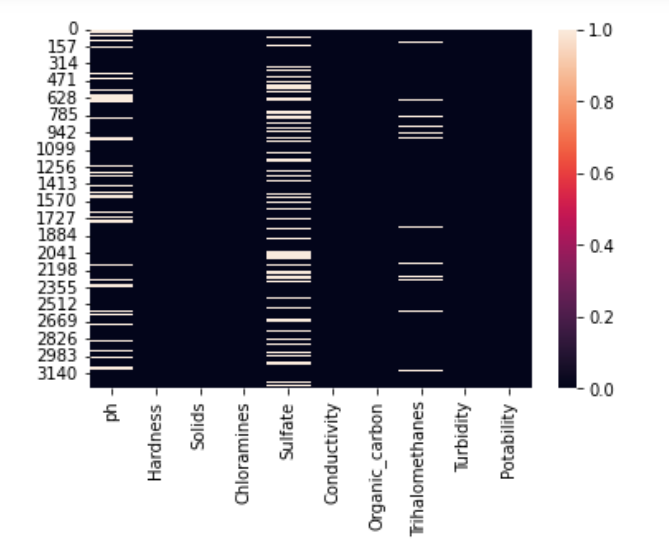 0
157
314
471
628
785
942
1099
1256
1413
1570
1727
1884
2041
2198
2355
2512
2669
2826
2983
3140
ph
Hardness
Solids
Chloramines
Sulfate
Conductivity
Organic_carbon
Trihalomethanes
Turbidity
Potability
1.0
0.8
0.6
0.4
0.2
0.0